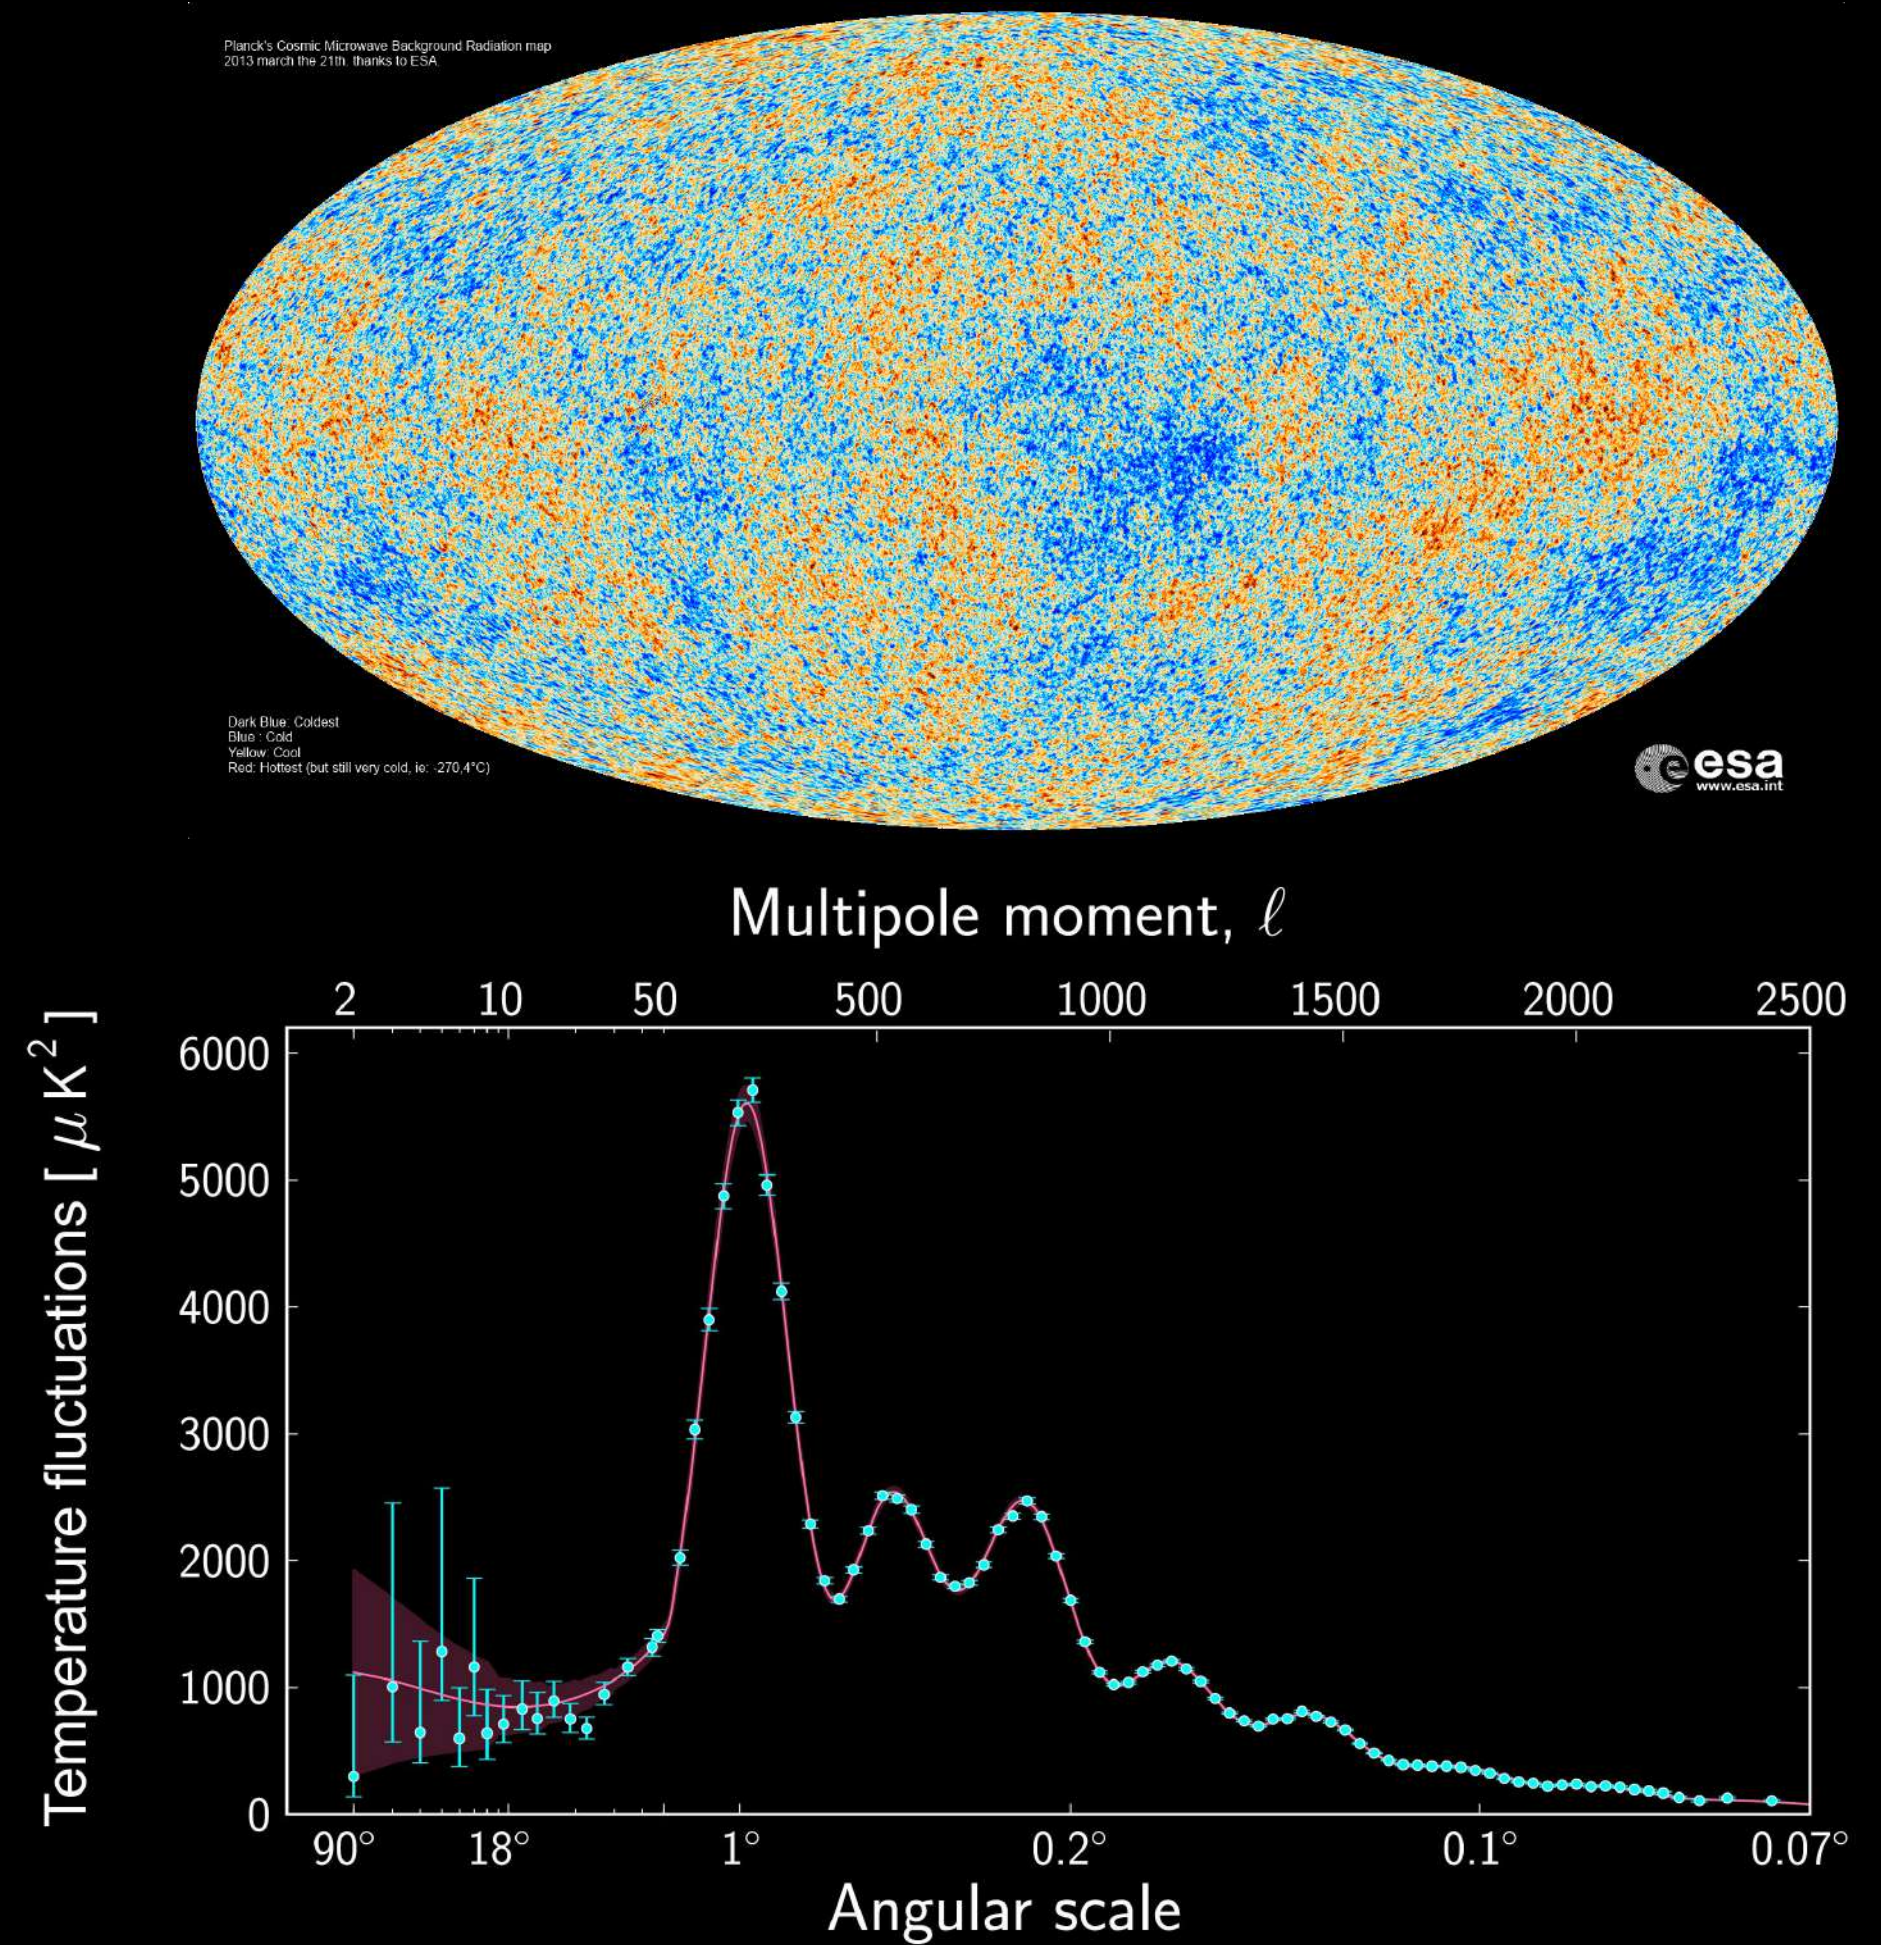 Planck's Cosmic Microwave Background Radiation map
2013 march the 21th. thanks to ESA.
Dark Blue: Coldest
Blue : Cold
Yellow: Cool
Red: Hottest (but still very cold, ie: -270,4°C)
esa
www.esa.int
Multipole moment, ℓ
2 10 50 500 1000 1500 2000 2500
Temperature fluctuations [ μK² ]
6000
5000
4000
3000
2000
1000
0
90° 18° 1° 0.2° 0.1° 0.07°
Angular scale